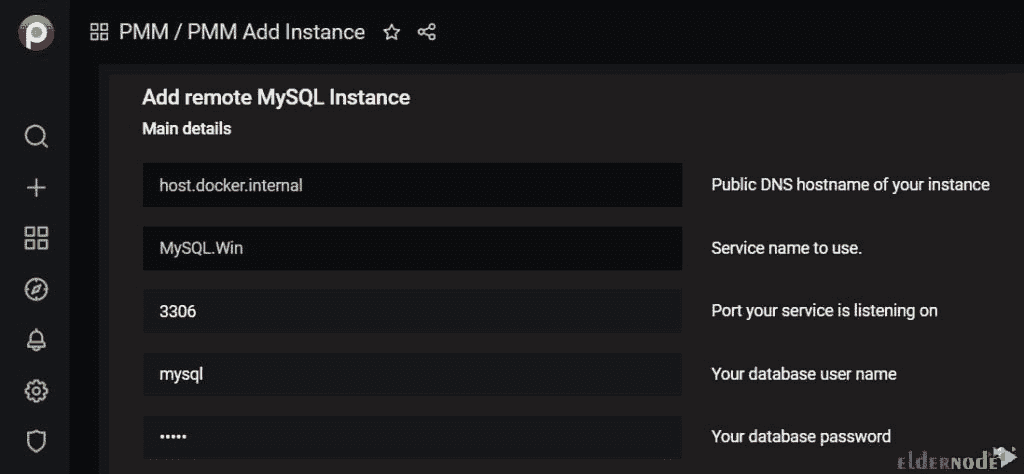 PMM / PMM Add Instance
Add remote MySQL Instance
Main details
host.docker.internal Public DNS hostname of your instance
MySQL.Win Service name to use.
3306 Port your service is listening on
mysql Your database user name
••••• Your database password
eldernode